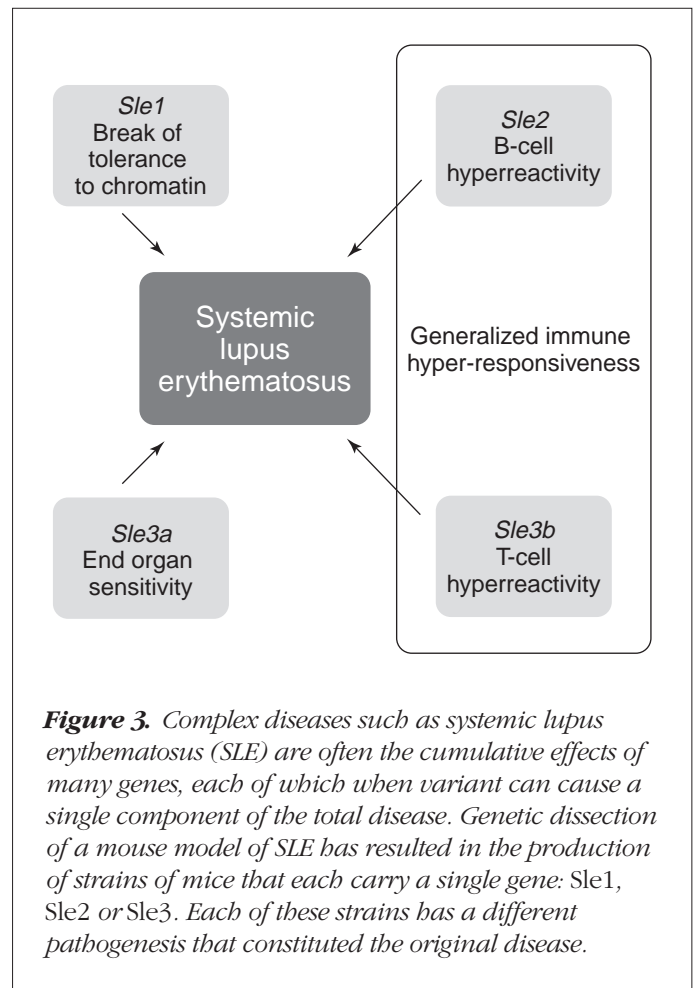 Sle1
Break of
tolerance
to chromatin
Sle2
B-cell
hyperreactivity
Systemic
lupus
erythematosus
Generalized immune
hyper-responsiveness
Sle3a
End organ
sensitivity
Sle3b
T-cell
hyperreactivity
Figure 3. Complex diseases such as systemic lupus
erythematosus (SLE) are often the cumulative effects of
many genes, each of which when variant can cause a
single component of the total disease. Genetic dissection
of a mouse model of SLE has resulted in the production
of strains of mice that each carry a single gene: Sle1,
Sle2 or Sle3. Each of these strains has a different
pathogenesis that constituted the original disease.